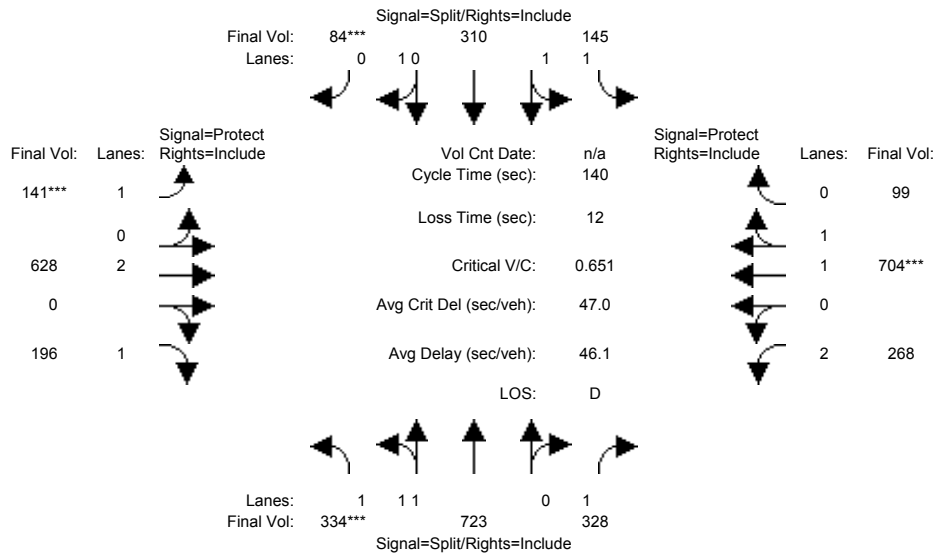 Signal=Split/Rights=Include
Final Vol: 84*** 310 145
Lanes: 0 1 0 1 1
Signal=Protect Signal=Protect
Final Vol: Lanes: Rights=Include Vol Cnt Date: n/a Rights=Include Lanes: Final Vol:
Cycle Time (sec): 140
141*** 1 0 99
Loss Time (sec): 12
0 1
628 2 Critical V/C: 0.651 1 704***
0 0 Avg Crit Del (sec/veh): 47.0 0
196 1 Avg Delay (sec/veh): 46.1 2 268
LOS: D
Lanes: 1 1 1 0 1
Final Vol: 334*** 723 328
Signal=Split/Rights=Include